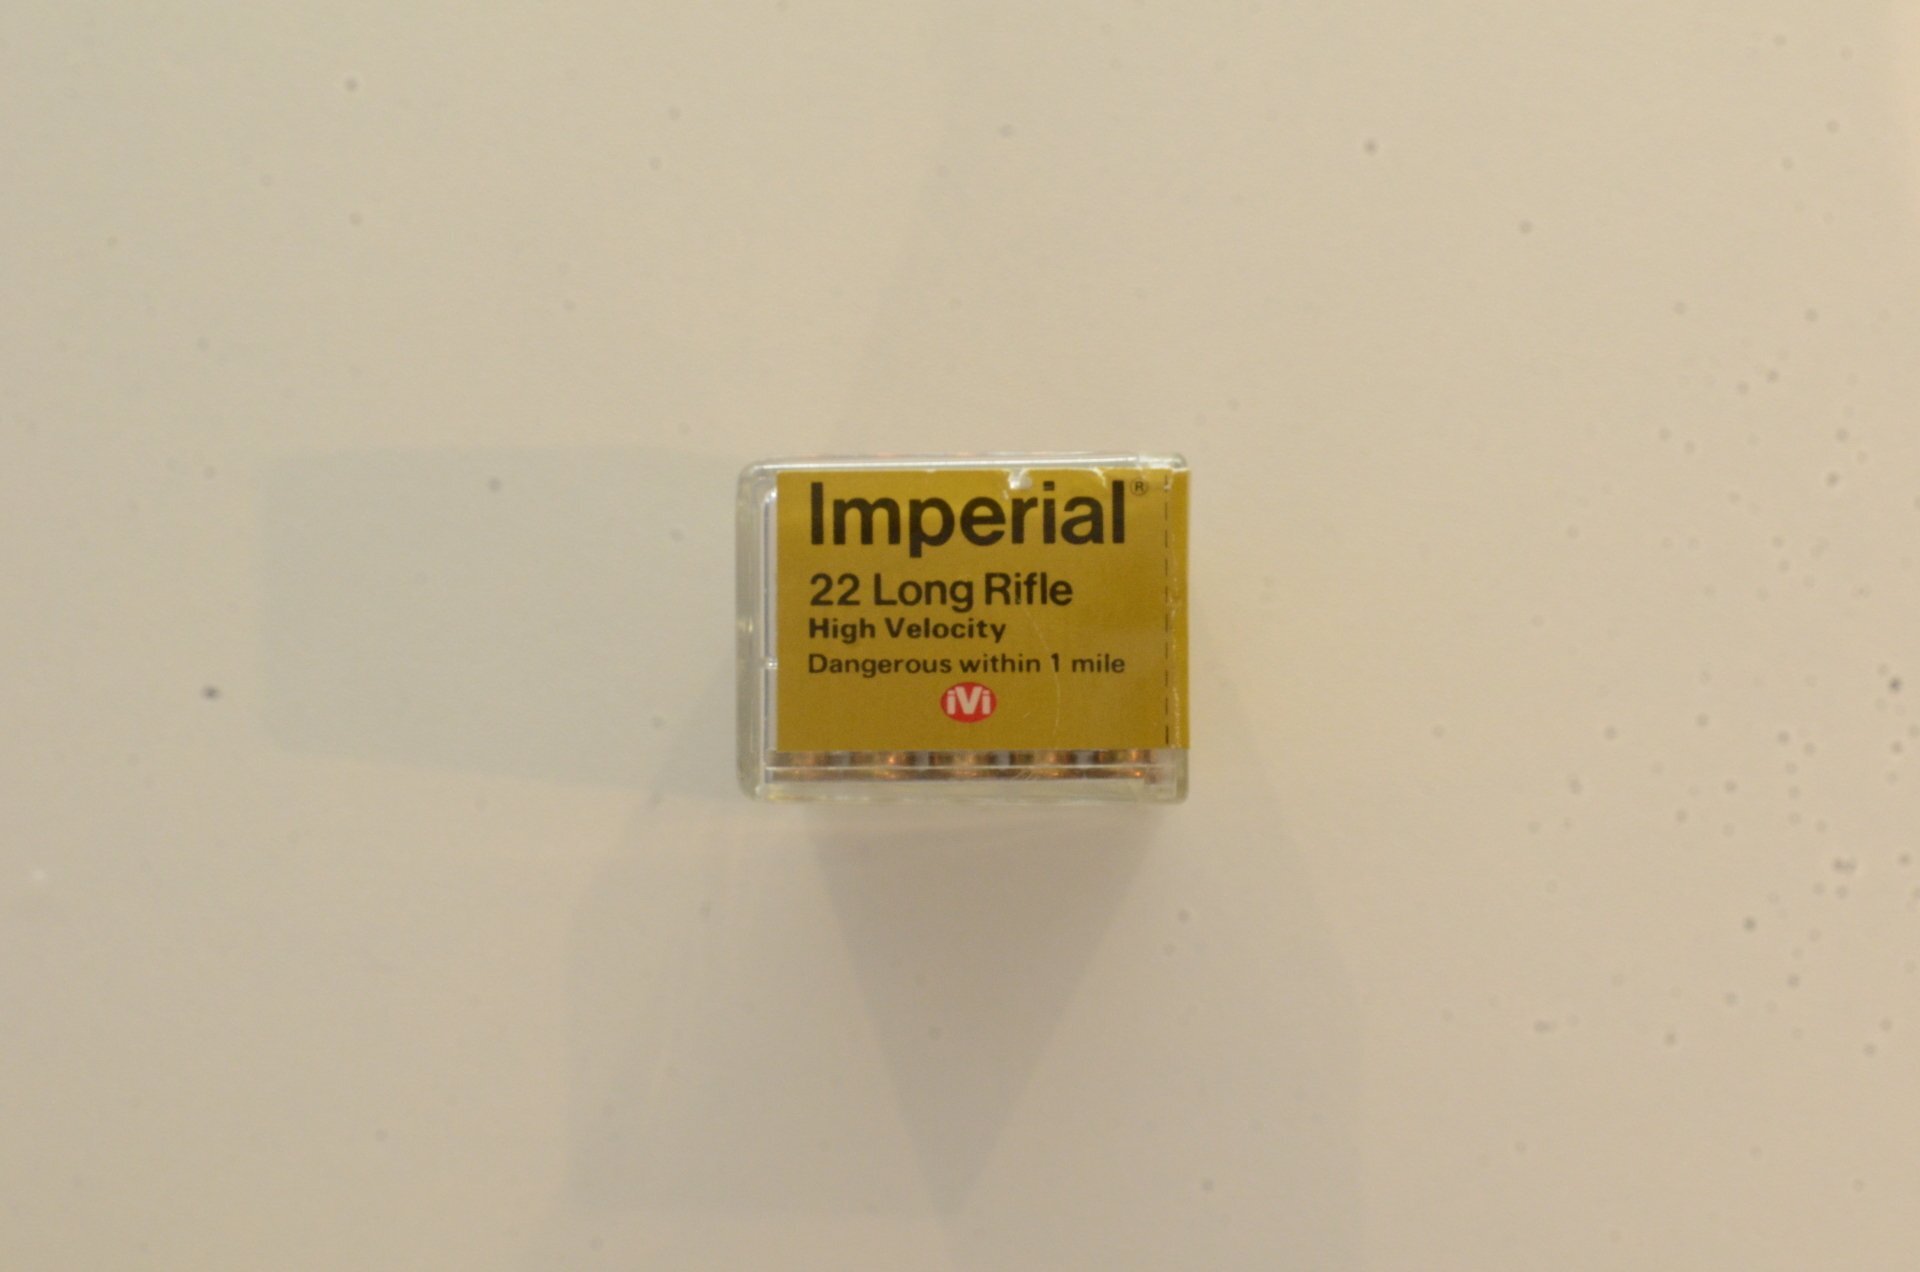 Imperial®
22 Long Rifle
High Velocity
Dangerous within 1 mile
iVi